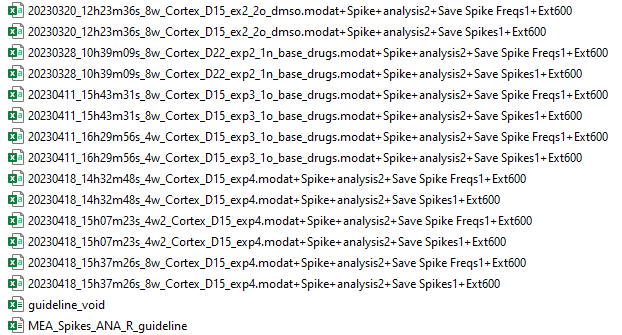 20230320_12h23m36s_8w_Cortex_D15_ex2_2o_dmso.modat+Spike+analysis2+Save Spike Freqs1+Ext600
20230320_12h23m36s_8w_Cortex_D15_ex2_2o_dmso.modat+Spike+analysis2+Save Spikes1+Ext600
20230328_10h39m09s_8w_Cortex_D22_exp2_1n_base_drugs.modat+Spike+analysis2+Save Spike Freqs1+Ext600
20230328_10h39m09s_8w_Cortex_D22_exp2_1n_base_drugs.modat+Spike+analysis2+Save Spikes1+Ext600
20230411_15h43m31s_8w_Cortex_D15_exp3_1o_base_drugs.modat+Spike+analysis2+Save Spike Freqs1+Ext600
20230411_15h43m31s_8w_Cortex_D15_exp3_1o_base_drugs.modat+Spike+analysis2+Save Spikes1+Ext600
20230411_16h29m56s_4w_Cortex_D15_exp3_1o_base_drugs.modat+Spike+analysis2+Save Spike Freqs1+Ext600
20230411_16h29m56s_4w_Cortex_D15_exp3_1o_base_drugs.modat+Spike+analysis2+Save Spikes1+Ext600
20230418_14h32m48s_4w_Cortex_D15_exp4.modat+Spike+analysis2+Save Spike Freqs1+Ext600
20230418_14h32m48s_4w_Cortex_D15_exp4.modat+Spike+analysis2+Save Spikes1+Ext600
20230418_15h07m23s_4w2_Cortex_D15_exp4.modat+Spike+analysis2+Save Spike Freqs1+Ext600
20230418_15h07m23s_4w2_Cortex_D15_exp4.modat+Spike+analysis2+Save Spikes1+Ext600
20230418_15h37m26s_8w_Cortex_D15_exp4.modat+Spike+analysis2+Save Spike Freqs1+Ext600
20230418_15h37m26s_8w_Cortex_D15_exp4.modat+Spike+analysis2+Save Spikes1+Ext600
guideline_void
MEA_Spikes_ANA_R_guideline